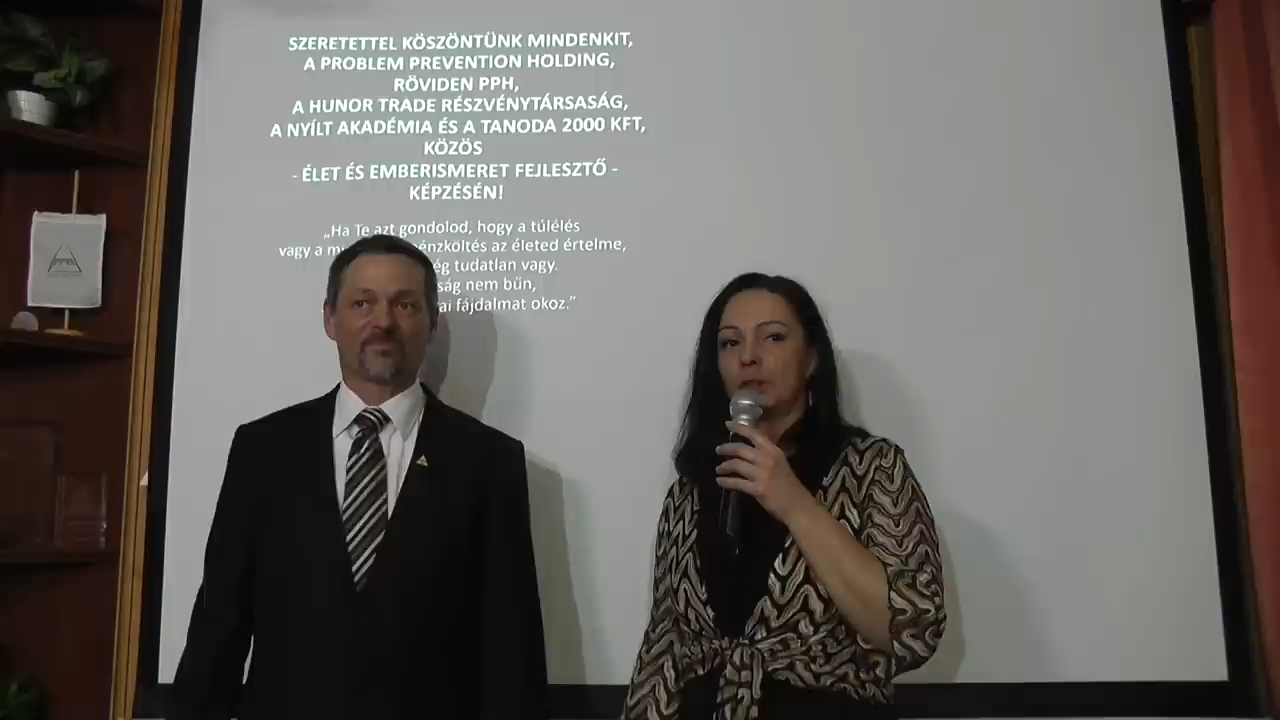 SZERETETTEL KÖSZÖNTÜNK MINDENKIT,
A PROBLEM PREVENTION HOLDING,
RÖVIDEN PPH,
A HUNOR TRADE RÉSZVÉNYTÁRSASÁG,
A NYÍLT AKADÉMIA ÉS A TANODA 2000 KFT,
KÖZÖS
- ÉLET ÉS EMBERISMERET FEJLESZTŐ -
KÉPZÉSÉN!
„Ha Te azt gondolod, hogy a túlélés
vagy a az életed értelme,
tudatlan vagy.
nem bűn,
fájdalmat okoz.”